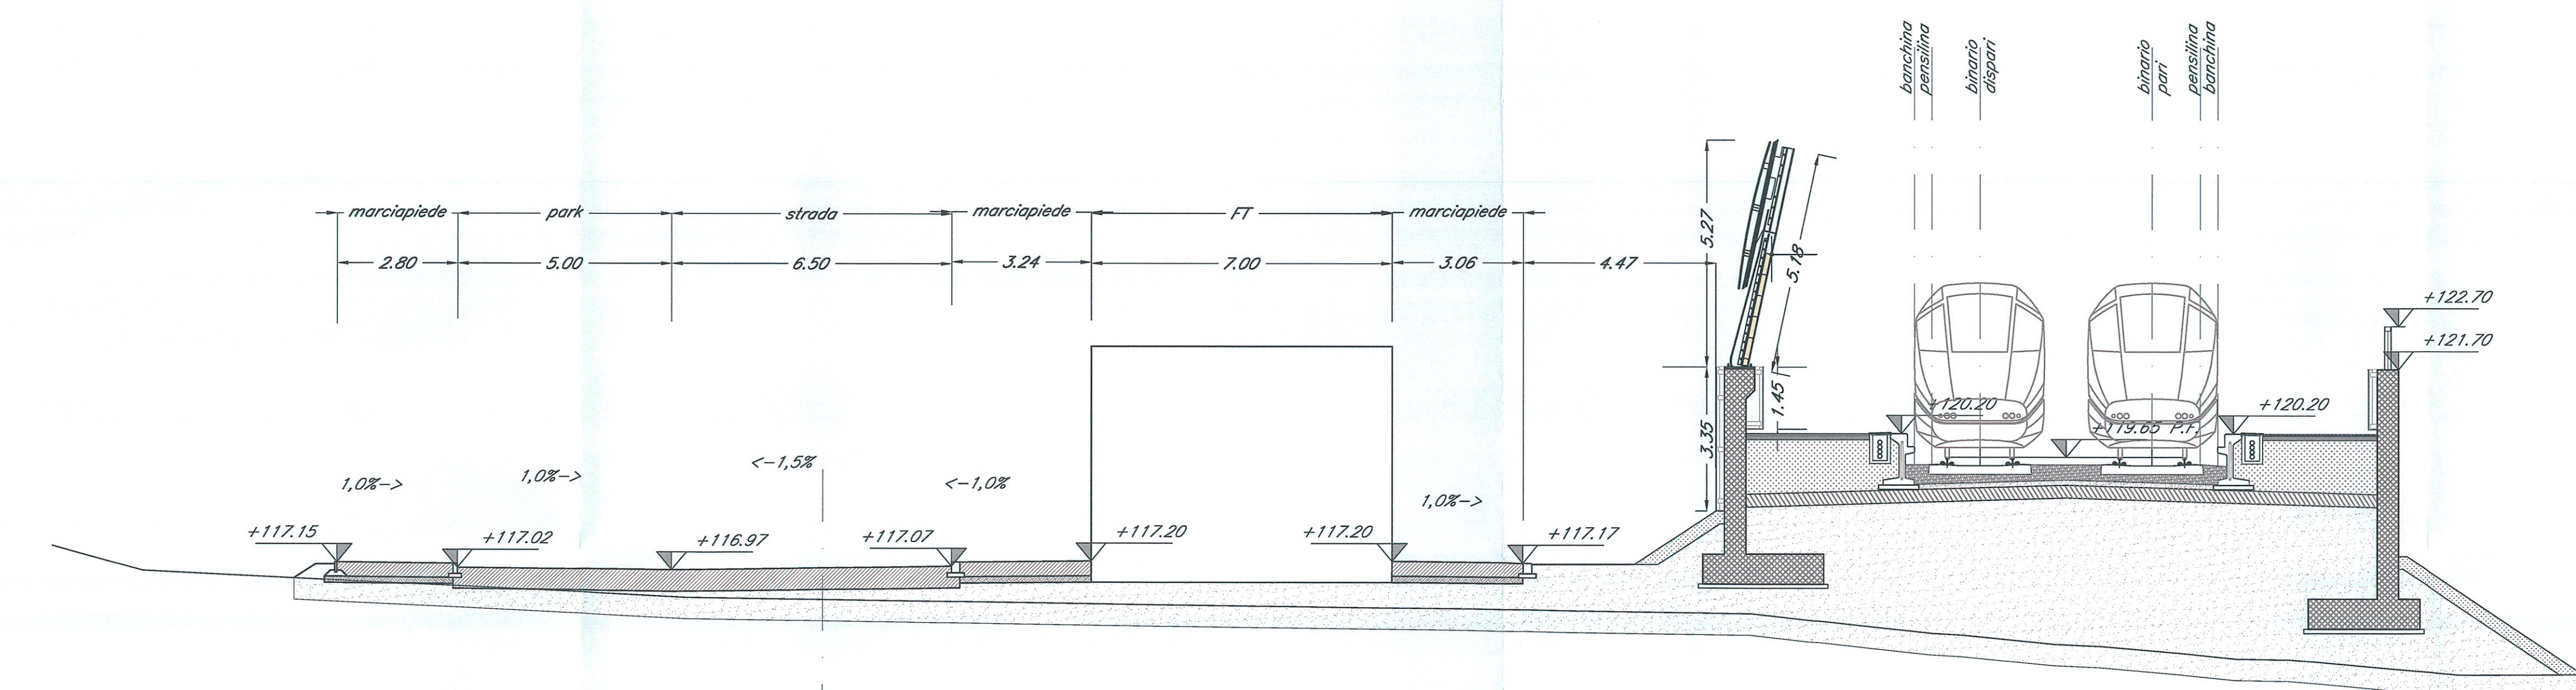 banchina
pensilina
binario
dispari
binario
pari
pensilina
banchina
marciapiede
park
strada
marciapiede
FT
marciapiede
2.80
5.00
6.50
3.24
7.00
3.06
4.47
5.27
5.18
1.45
3.35
+122.70
+121.70
+120.20
+120.20
+119.65 P.F.
1,0%->
1,0%->
<-1,5%
<-1,0%
1,0%->
+117.15
+117.02
+116.97
+117.07
+117.20
+117.20
+117.17